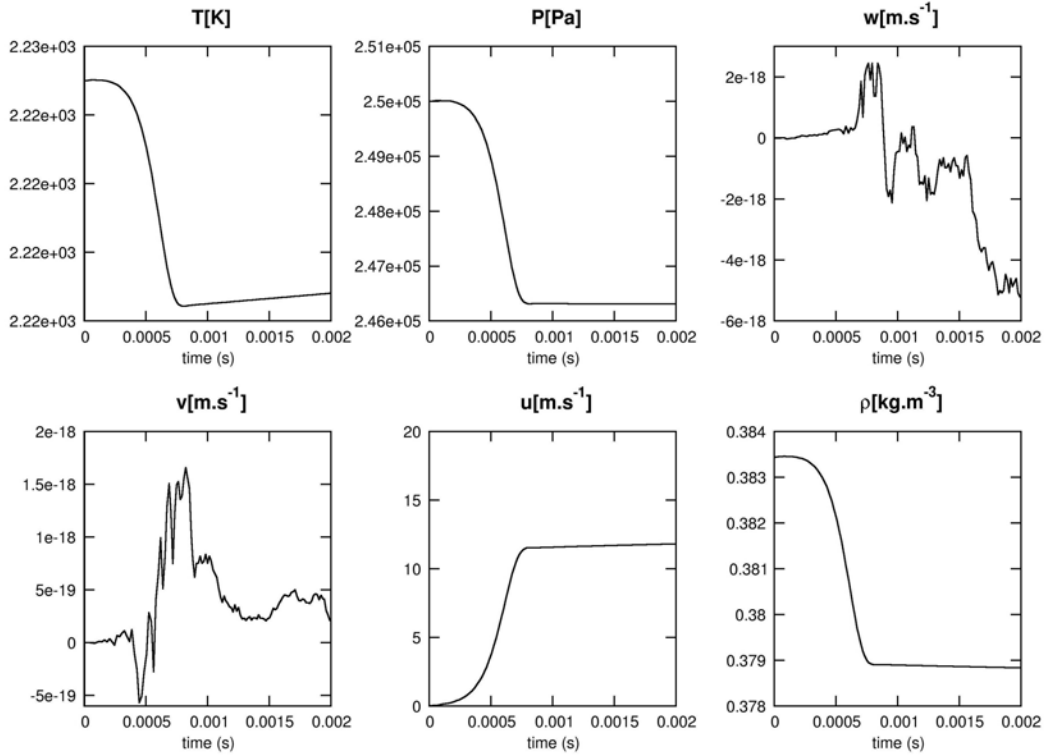 T[K]
2.23e+03
2.22e+03
2.22e+03
2.22e+03
2.22e+03
0 0.0005 0.001 0.0015 0.002
time (s)
P[Pa]
2.51e+05
2.5e+05
2.49e+05
2.48e+05
2.47e+05
2.46e+05
0 0.0005 0.001 0.0015 0.002
time (s)
w[m.s-1]
2e-18
0
-2e-18
-4e-18
-6e-18
0 0.0005 0.001 0.0015 0.002
time (s)
v[m.s-1]
2e-18
1.5e-18
1e-18
5e-19
0
-5e-19
0 0.0005 0.001 0.0015 0.002
time (s)
u[m.s-1]
20
15
10
5
0
0 0.0005 0.001 0.0015 0.002
time (s)
ρ[kg.m-3]
0.384
0.383
0.382
0.381
0.38
0.379
0.378
0 0.0005 0.001 0.0015 0.002
time (s)